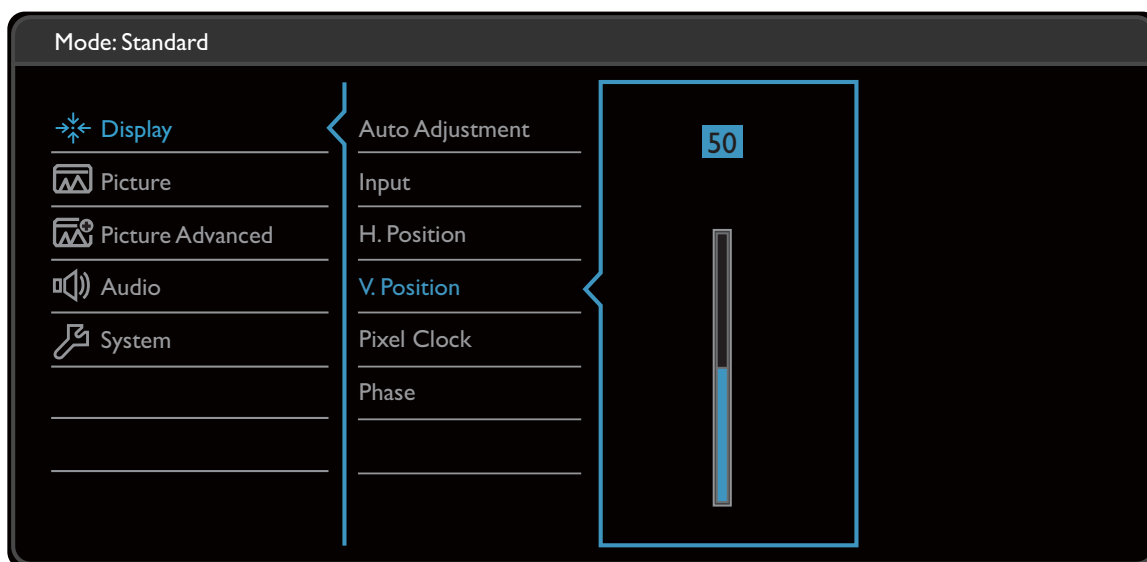 Mode: Standard
Display
Picture
Picture Advanced
Audio
System
Auto Adjustment
Input
H. Position
V. Position
Pixel Clock
Phase
50